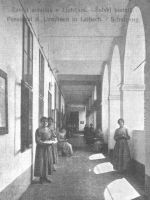 Zavod uršulink v Ljubljani. - Šolski hodnik.
Pensionat d. Ursulinen in Laibach. - Schulgang.